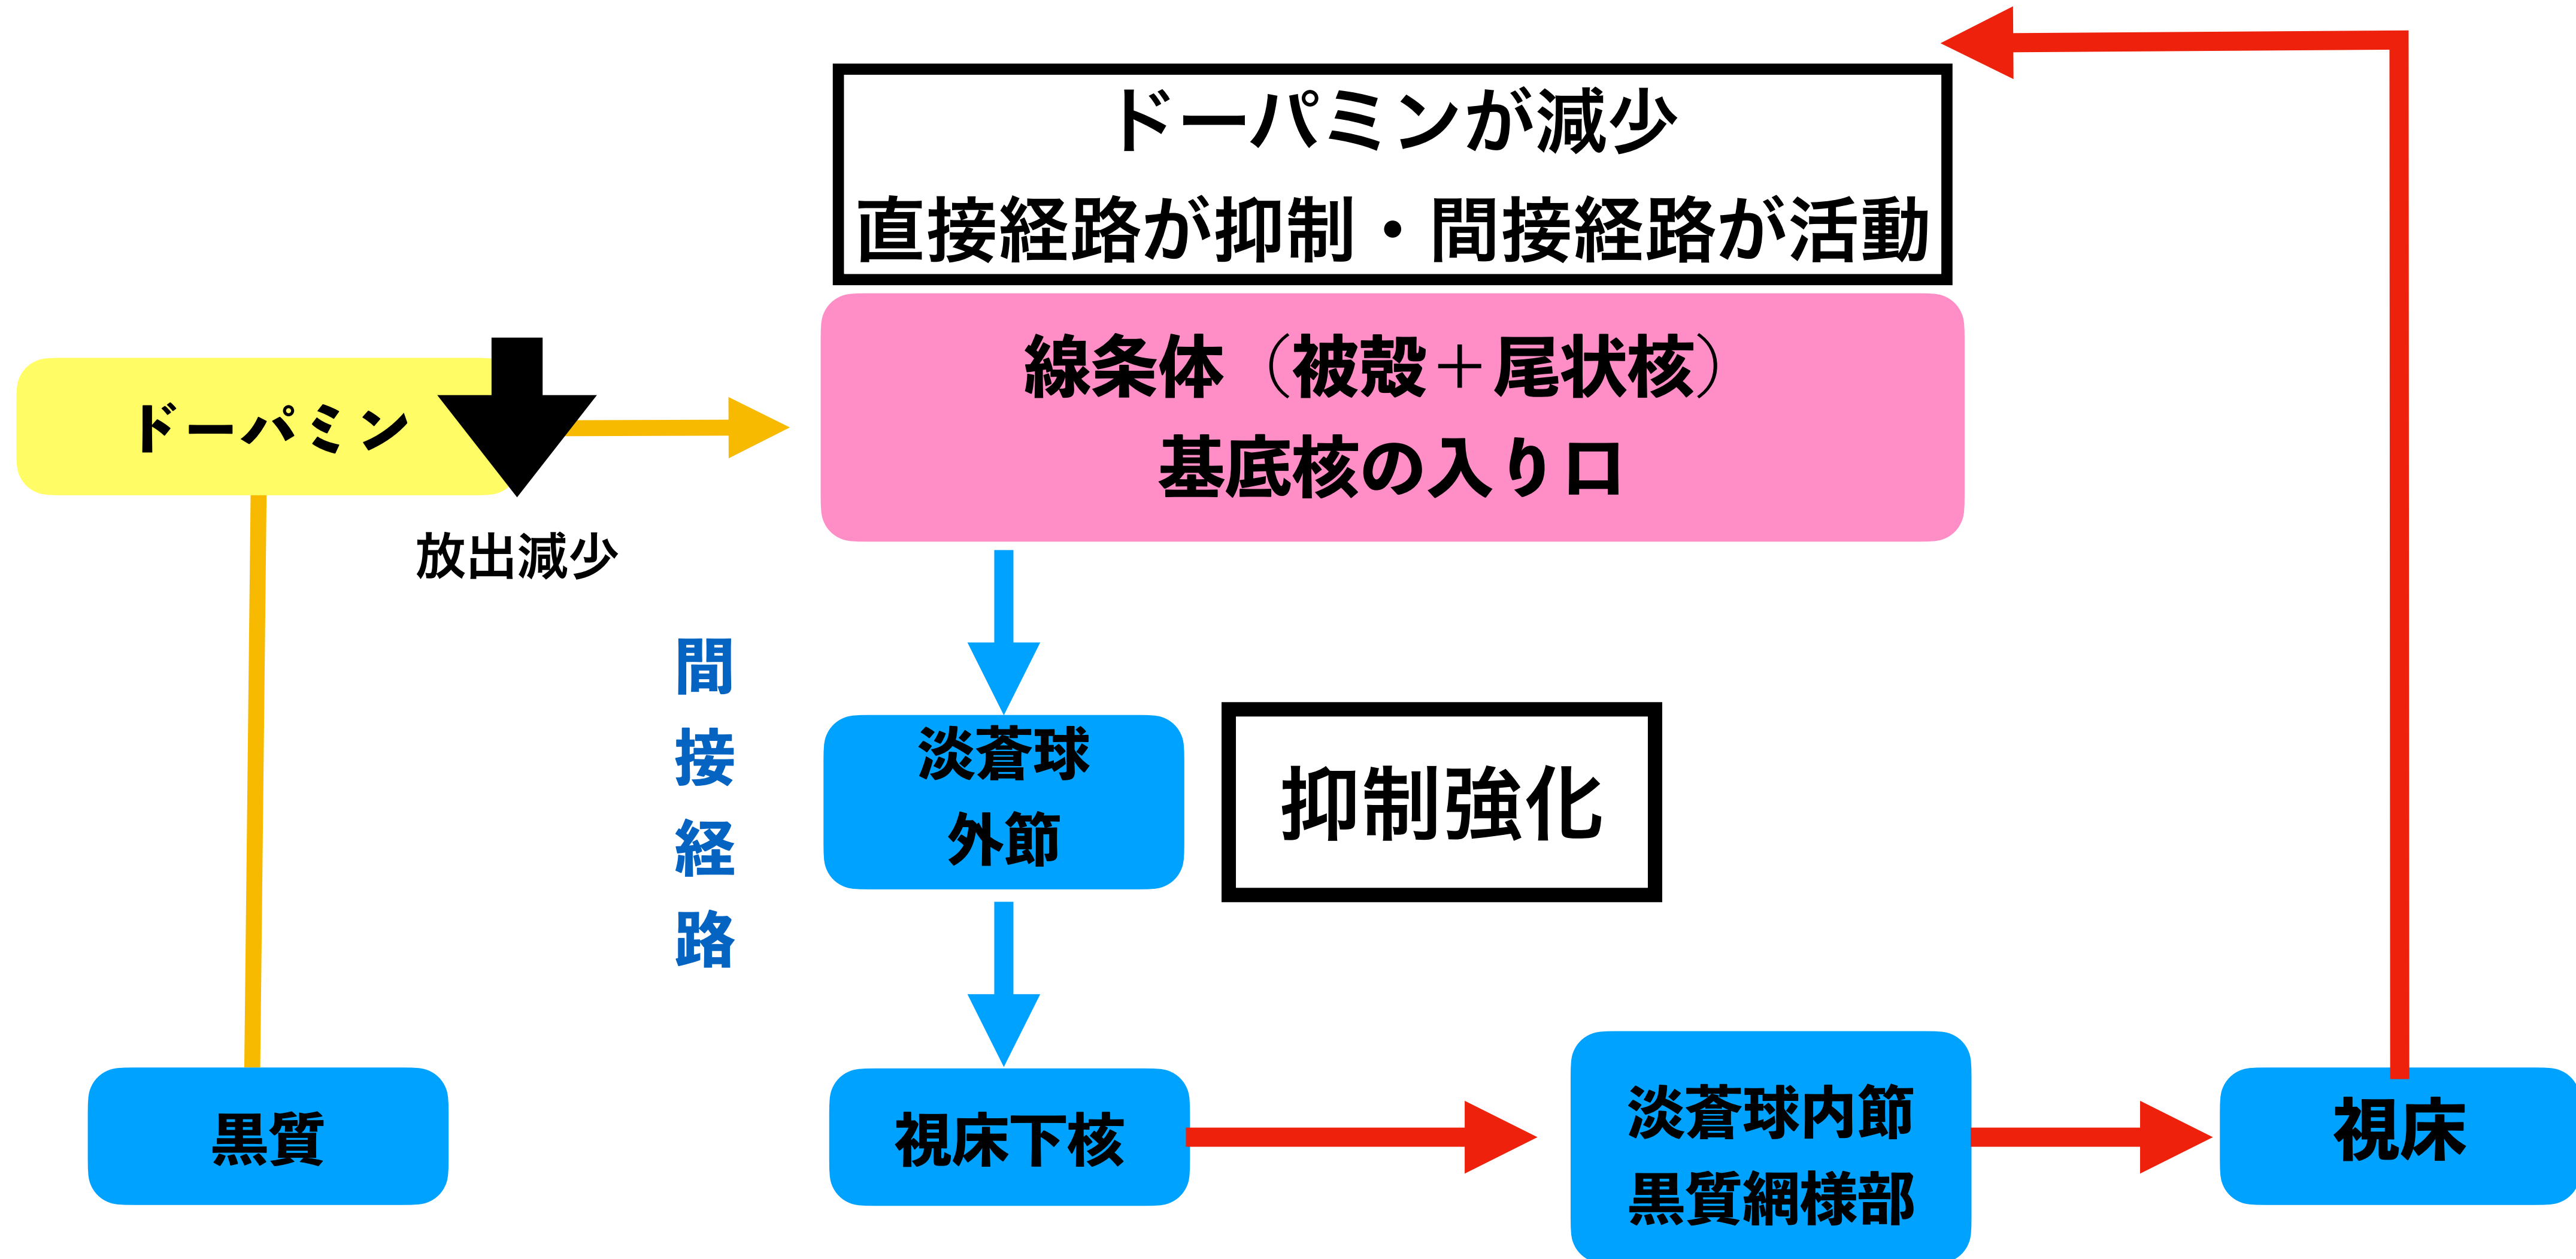 ドーパミンが減少
直接経路が抑制・間接経路が活動
線条体（被殻＋尾状核）
基底核の入り口
ドーパミン
放出減少
間接経路
淡蒼球
外節
抑制強化
黒質
視床下核
淡蒼球内節
黒質網様部
視床